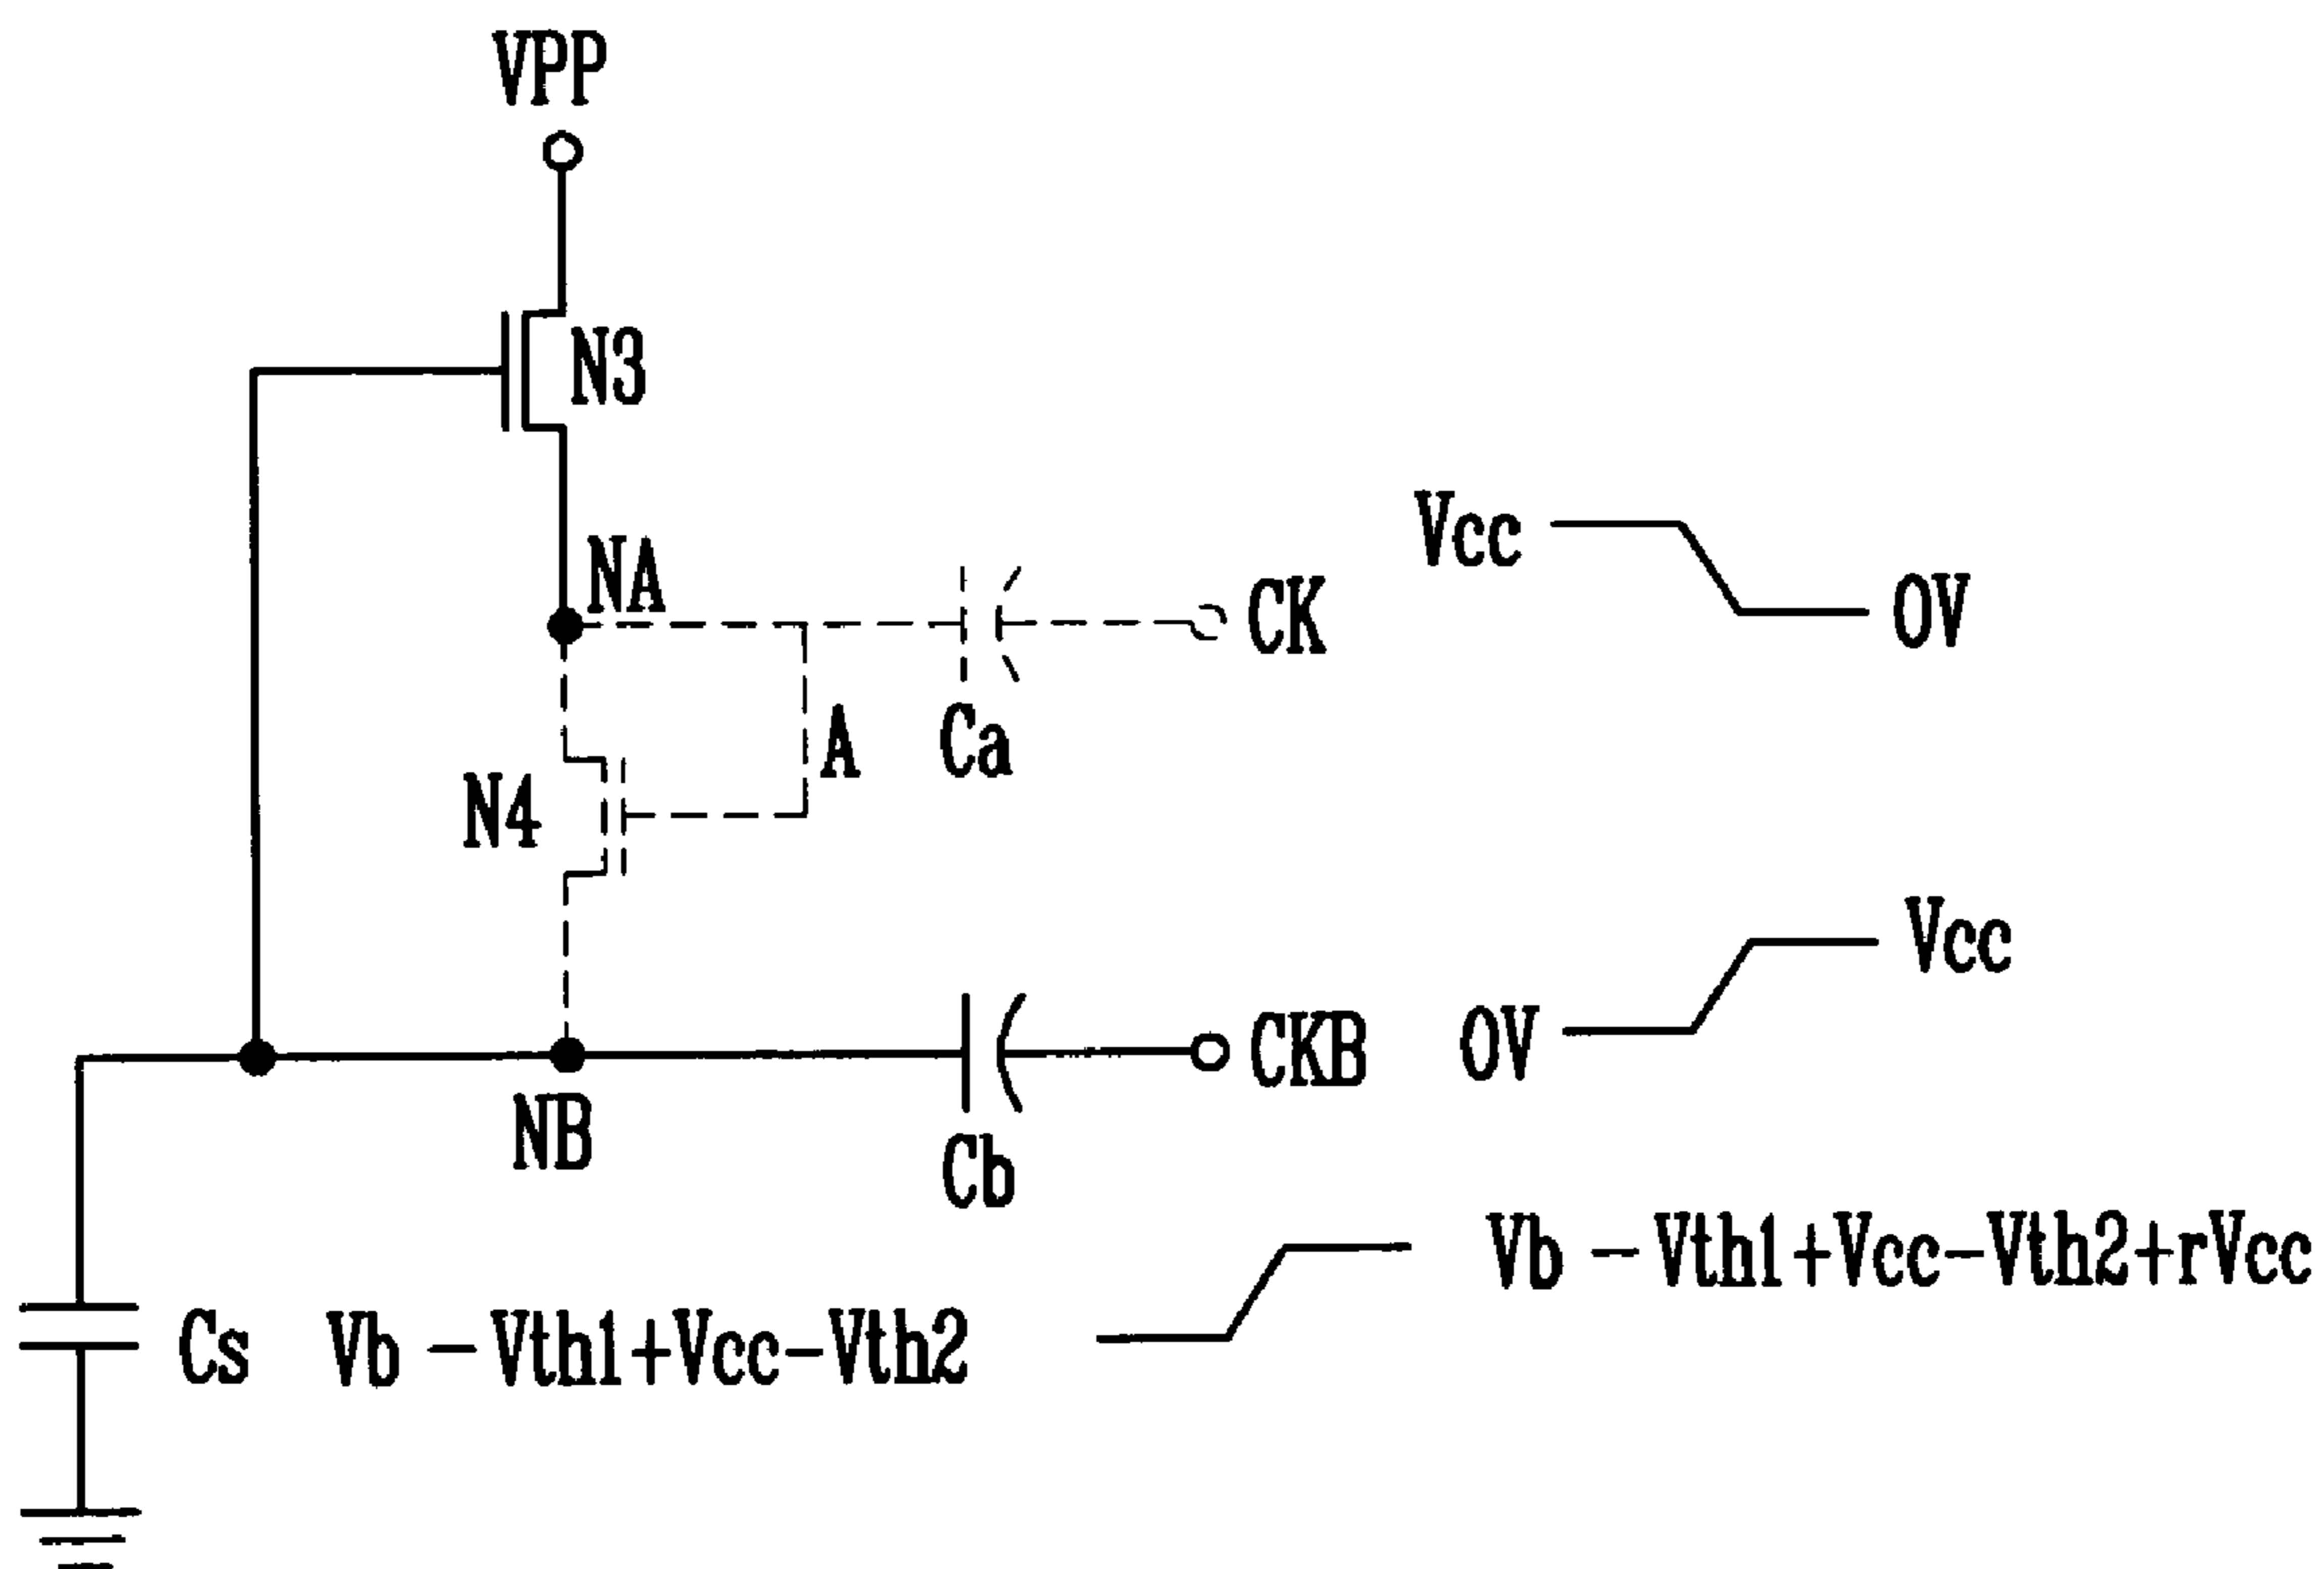 VPP
N3
NA
Vcc
0V
CK
A
Ca
N4
Vcc
0V
CKB
NB
Cb
Vb - Vth1+Vcc-Vth2+rVcc
Cs
Vb - Vth1+Vcc-Vth2